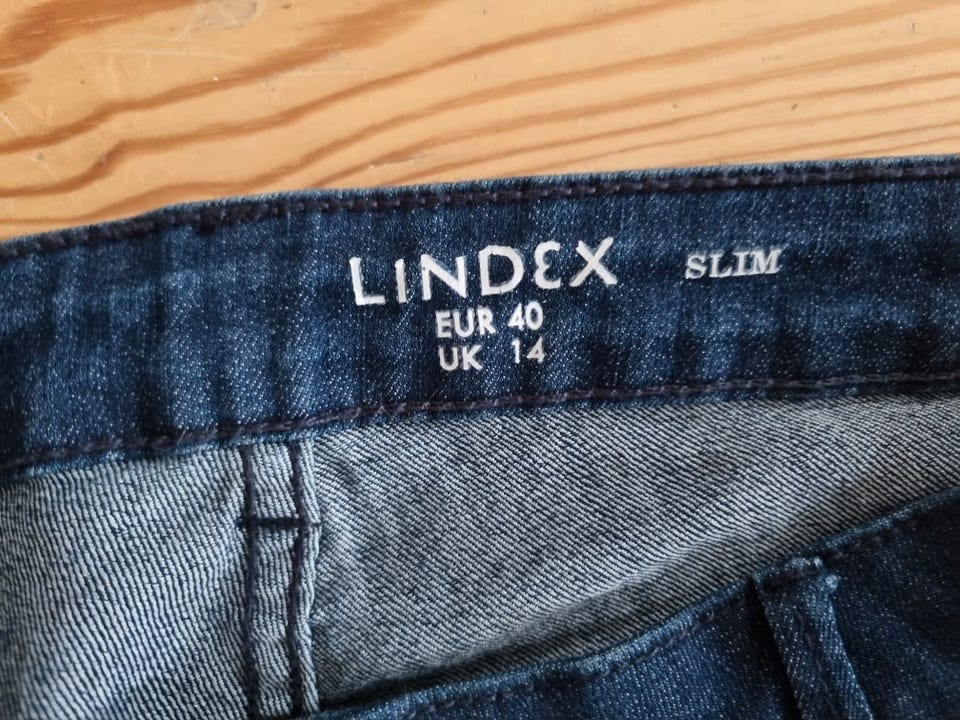 LINDEX SLIM
EUR 40
UK 14